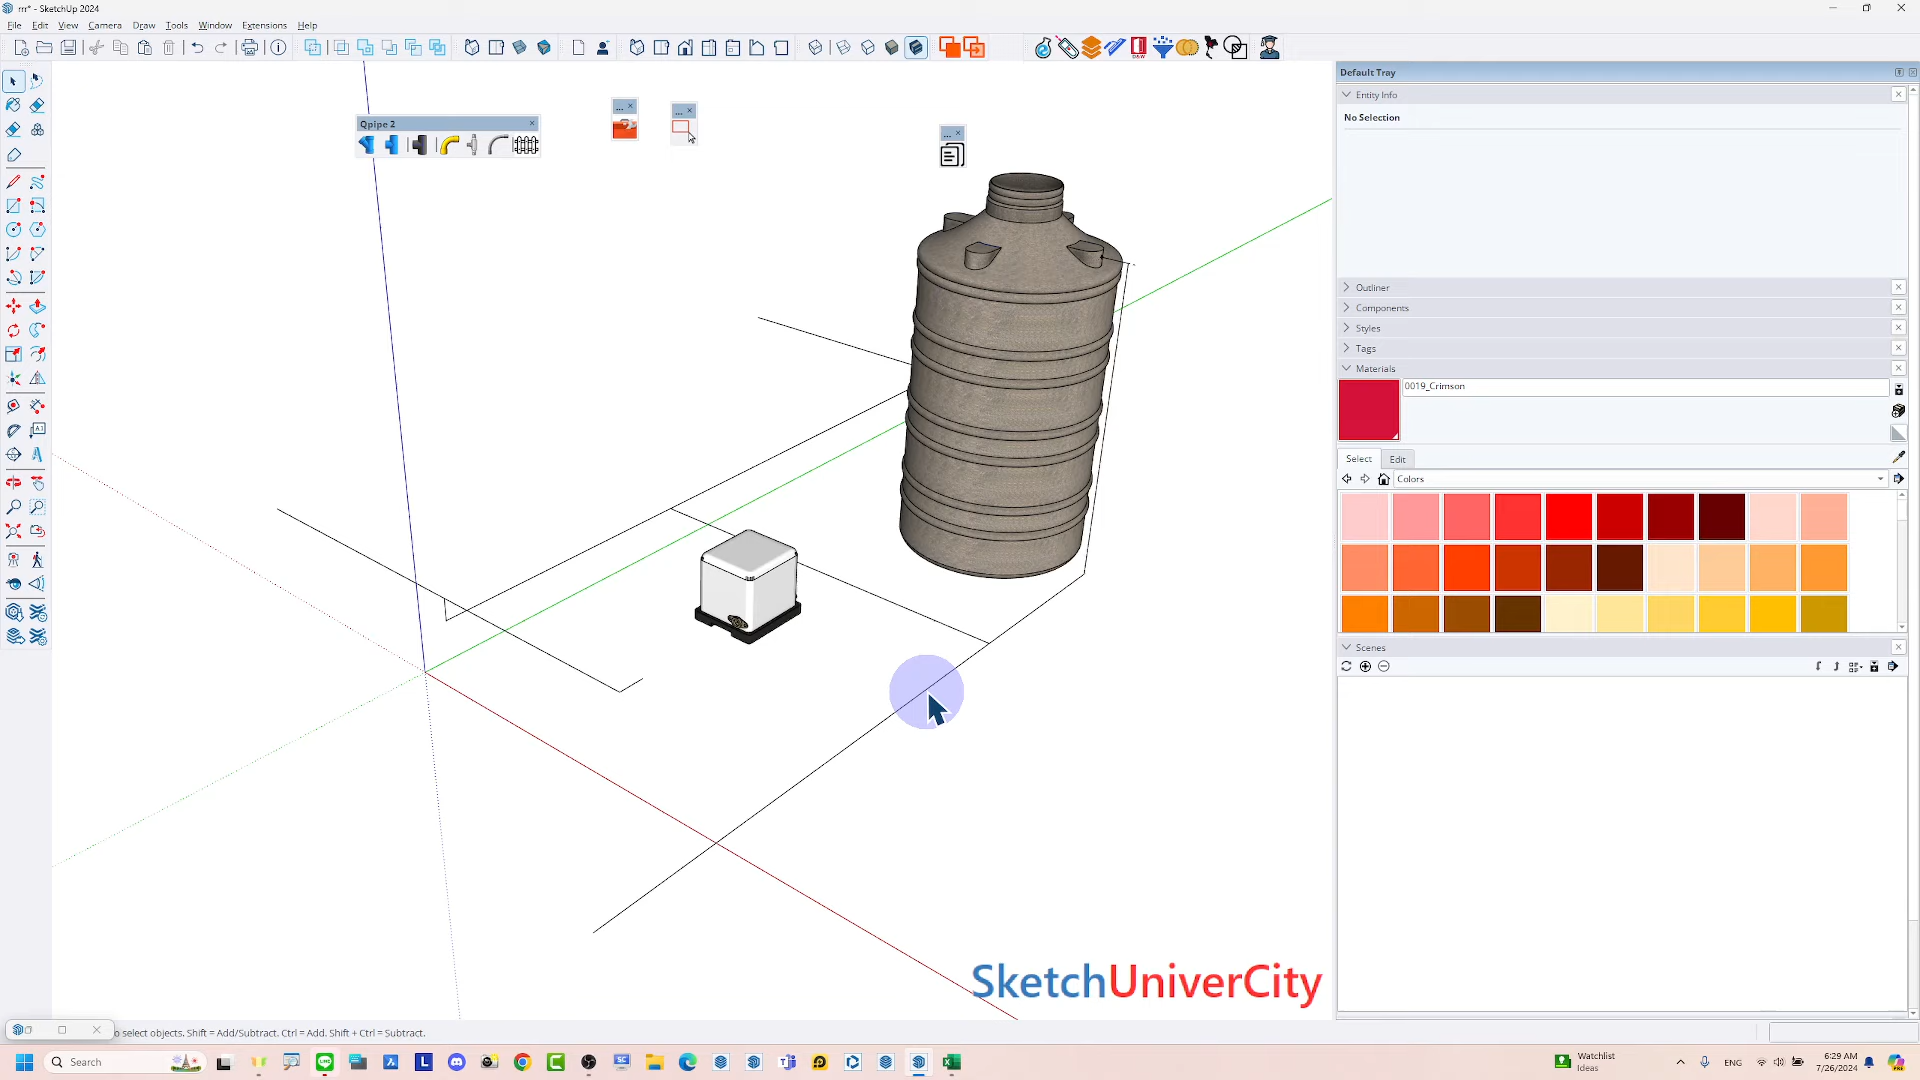 rrr* - SketchUp 2024
File Edit View Camera Draw Tools Window Extensions Help
Default Tray
Entity Info
No Selection
Qpipe 2
... ×
... ×
... ×
Outliner
Components
Styles
Tags
Materials
0019_Crimson
Select Edit
Colors
Scenes
SketchUniverCity
o select objects. Shift = Add/Subtract. Ctrl = Add. Shift + Ctrl = Subtract.
Search
Watchlist
Ideas
ENG
6:29 AM
7/26/2024